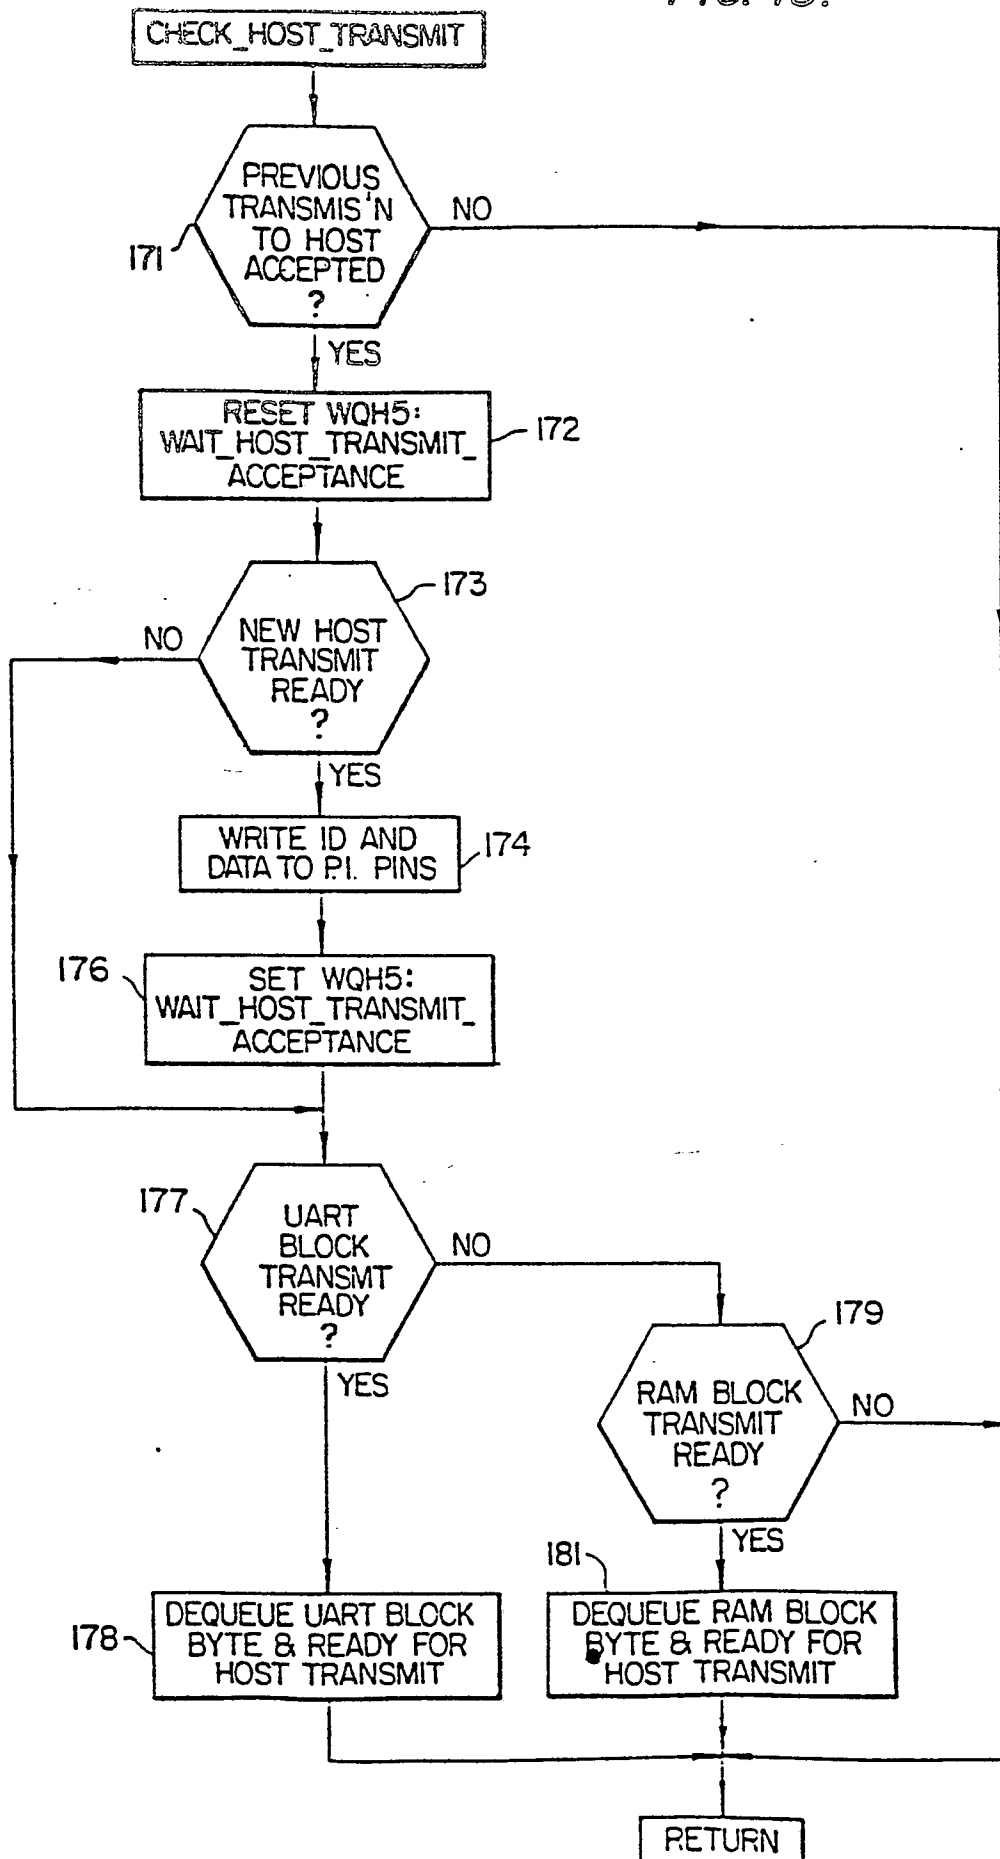 CHECK_HOST_TRANSMIT
PREVIOUS
TRANSMIS'N
TO HOST
ACCEPTED
?
NO
171
YES
RESET WQH5:
WAIT_HOST_TRANSMIT_
ACCEPTANCE
172
173
NEW HOST
TRANSMIT
READY
?
NO
YES
WRITE ID AND
DATA TO P.I. PINS
174
176
SET WQH5:
WAIT_HOST_TRANSMIT_
ACCEPTANCE
177
UART
BLOCK
TRANSMT
READY
?
NO
YES
179
RAM BLOCK
TRANSMIT
READY
?
NO
YES
178
DEQUEUE UART BLOCK
BYTE & READY FOR
HOST TRANSMIT
181
DEQUEUE RAM BLOCK
BYTE & READY FOR
HOST TRANSMIT
RETURN